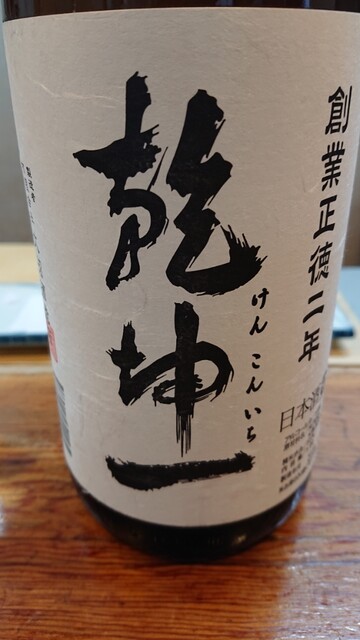 創業正徳二年
乾坤一
けんこんいち
日本酒